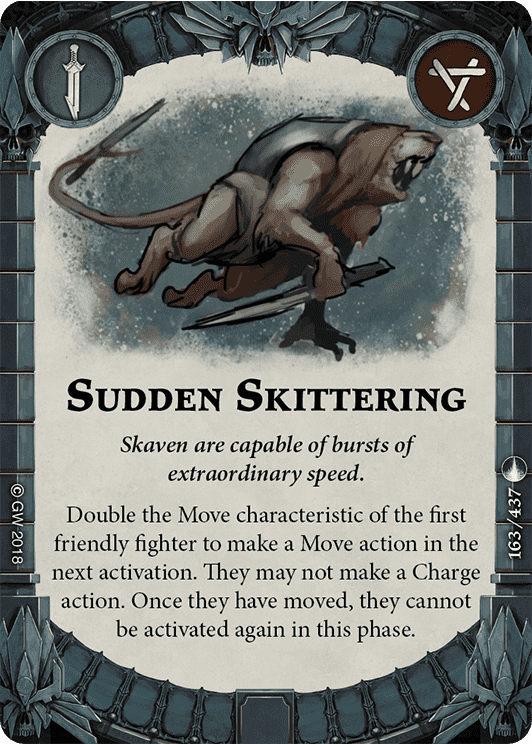 SUDDEN SKITTERING
Skaven are capable of bursts of
extraordinary speed.
Double the Move characteristic of the first
friendly fighter to make a Move action in the
next activation. They may not make a Charge
action. Once they have moved, they cannot
be activated again in this phase.
© GW 2018
163/437